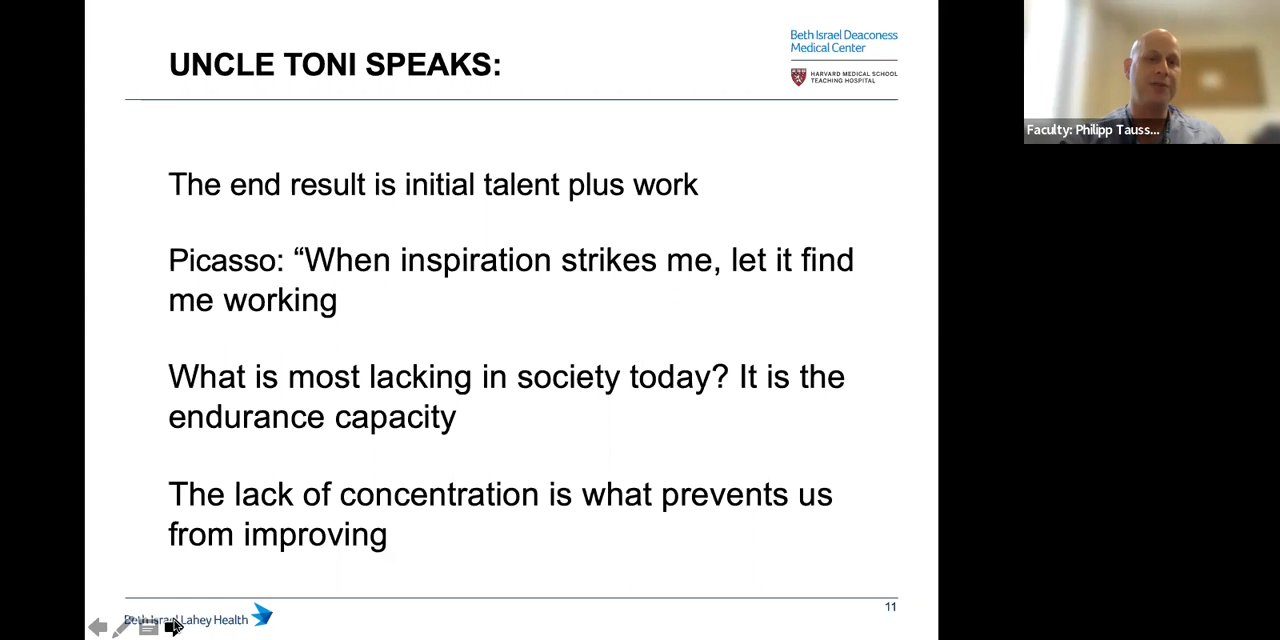 UNCLE TONI SPEAKS:
Beth Israel Deaconess
Medical Center
HARVARD MEDICAL SCHOOL
TEACHING HOSPITAL
Faculty: Philipp Tauss...
The end result is initial talent plus work
Picasso: “When inspiration strikes me, let it find
me working
What is most lacking in society today? It is the
endurance capacity
The lack of concentration is what prevents us
from improving
Beth Israel Lahey Health
11